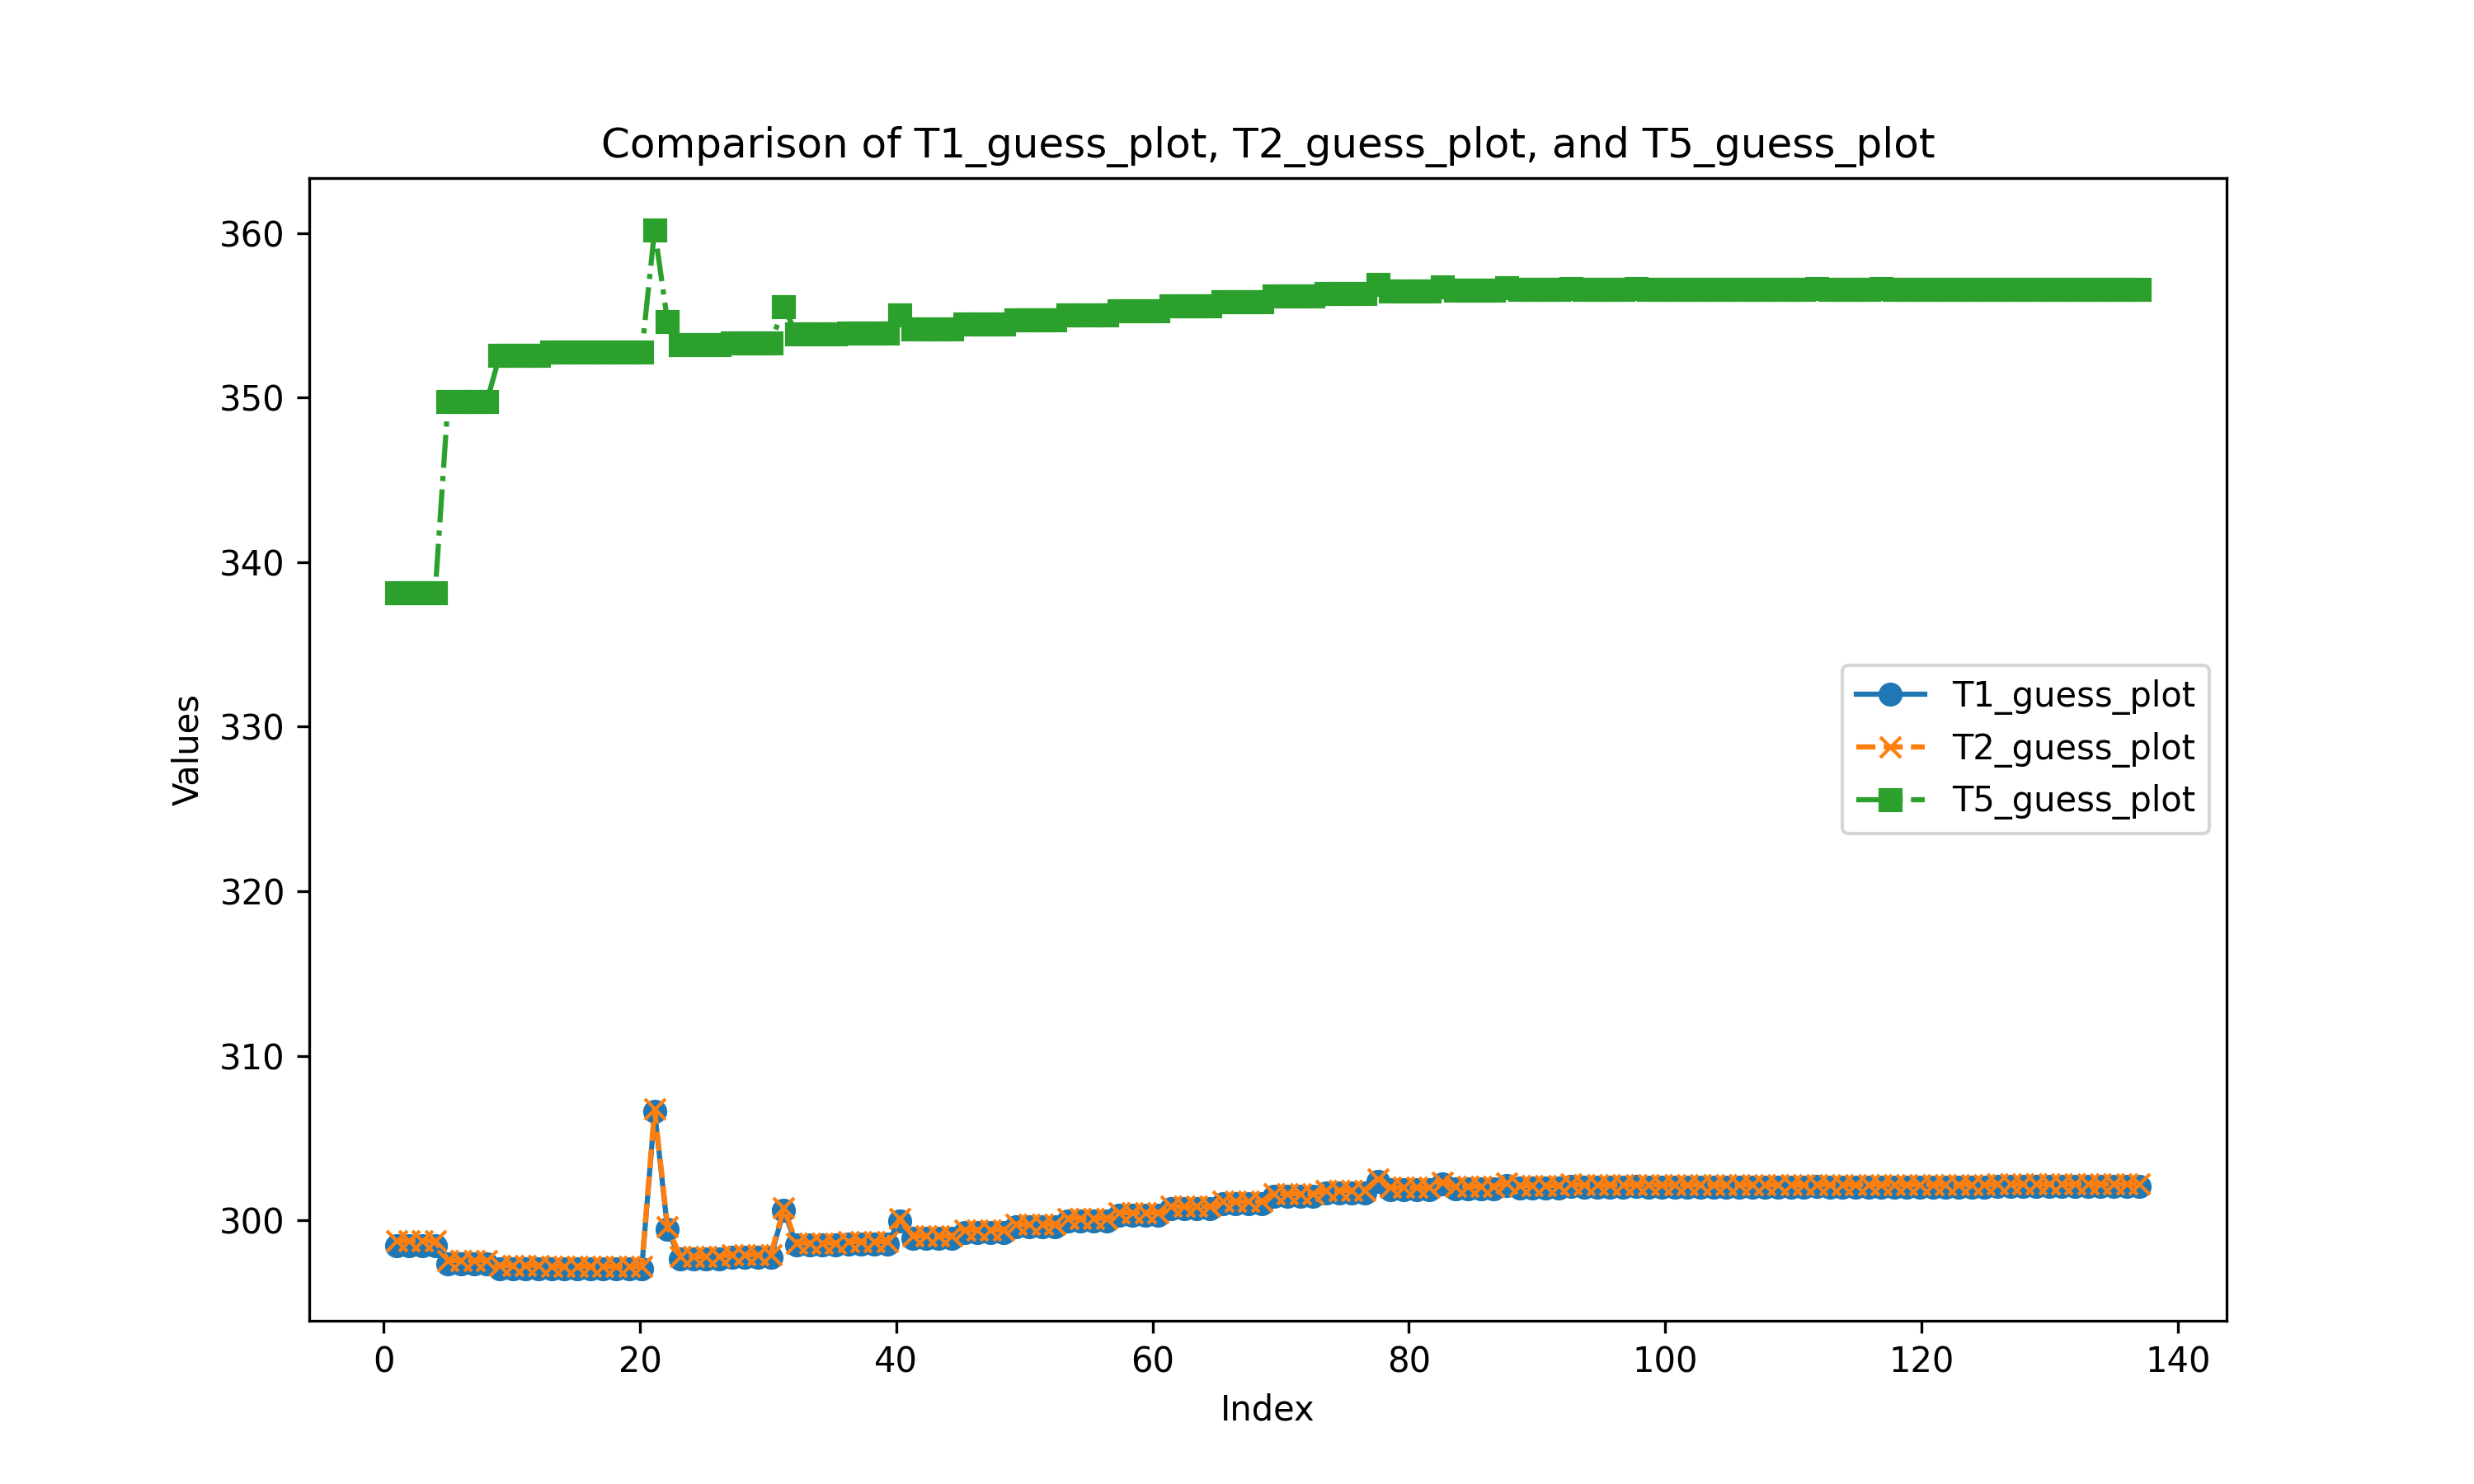 Comparison of T1_guess_plot, T2_guess_plot, and T5_guess_plot
360
350
340
330
320
310
300
Values
T1_guess_plot
T2_guess_plot
T5_guess_plot
0 20 40 60 80 100 120 140
Index